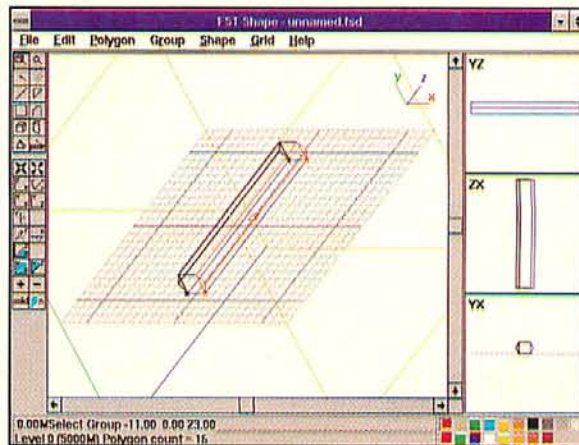 FST Shape - unnamed.fsd
File Edit Polygon Group Shape Grid Help
y z x
YZ
ZX
YX
0.00MSelect Group -11.00 0.00 23.00
Level 0 (5000M) Polygon count = 16